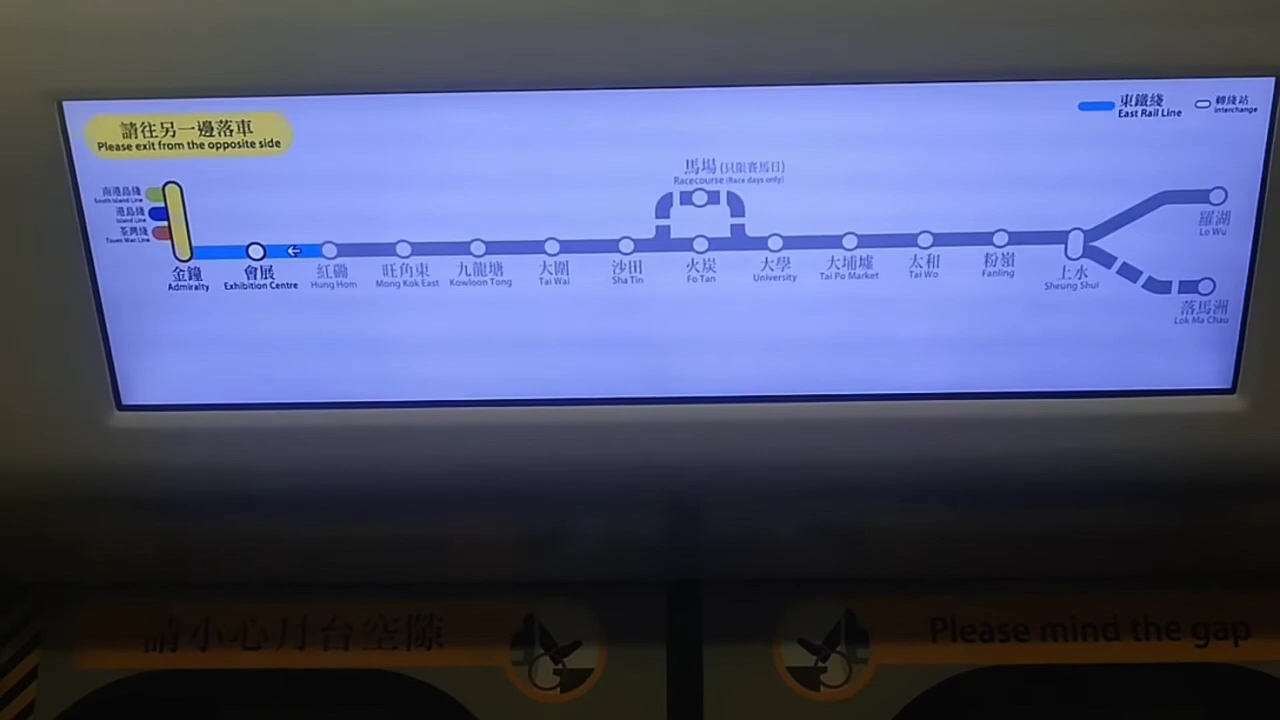 請往另一邊落車
Please exit from the opposite side
東鐵綫
East Rail Line
轉綫站
Interchange
馬場 (只限賽馬日)
Racecourse (Race days only)
南港島綫
South Island Line
港島綫
Island Line
荃灣綫
Tsuen Wan Line
金鐘
Admiralty
會展
Exhibition Centre
紅磡
Hung Hom
旺角東
Mong Kok East
九龍塘
Kowloon Tong
大圍
Tai Wai
沙田
Sha Tin
火炭
Fo Tan
大學
University
大埔墟
Tai Po Market
太和
Tai Wo
粉嶺
Fanling
上水
Sheung Shui
羅湖
Lo Wu
落馬洲
Lok Ma Chau
請小心月台空隙
Please mind the gap